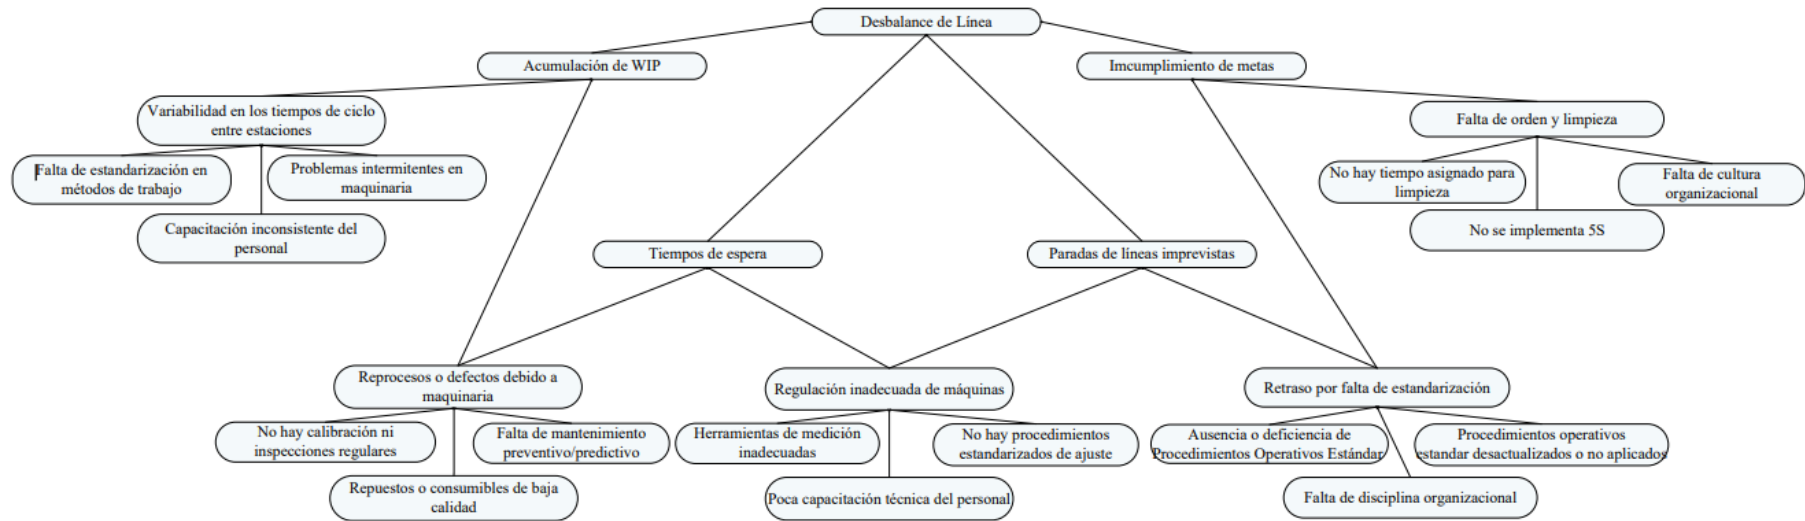 Desbalance de Línea
Acumulación de WIP
Imcumplimiento de metas
Variabilidad en los tiempos de ciclo
entre estaciones
Falta de orden y limpieza
Falta de estandarización en
métodos de trabajo
Problemas intermitentes en
maquinaria
Capacitación inconsistente del
personal
No hay tiempo asignado para
limpieza
Falta de cultura
organizacional
No se implementa 5S
Tiempos de espera
Paradas de líneas imprevistas
Reprocesos o defectos debido a
maquinaria
Regulación inadecuada de máquinas
Retraso por falta de estandarización
No hay calibración ni
inspecciones regulares
Falta de mantenimiento
preventivo/predictivo
Repuestos o consumibles de baja
calidad
Herramientas de medición
inadecuadas
No hay procedimientos
estandarizados de ajuste
Poca capacitación técnica del personal
Ausencia o deficiencia de
Procedimientos Operativos Estándar
Procedimientos operativos
estandar desactualizados o no aplicados
Falta de disciplina organizacional